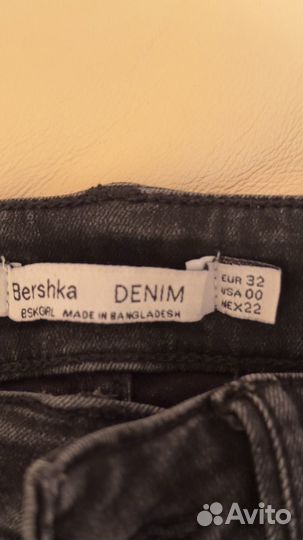 Bershka DENIM
BSKGRL MADE IN BANGLADESH
EUR 32
USA 00
MEX 22
Avito